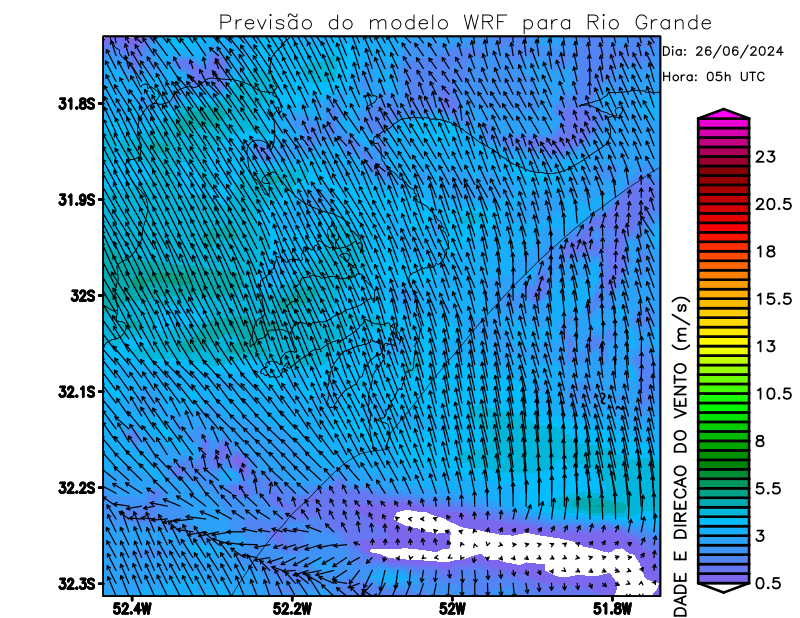 Previsão do modelo WRF para Rio Grande
Dia: 26/06/2024
Hora: 05h UTC
31.8S
31.9S
32S
32.1S
32.2S
32.3S
52.4W
52.2W
52W
51.8W
23
20.5
18
15.5
13
10.5
8
5.5
3
0.5
DADE E DIRECAO DO VENTO (m/s)